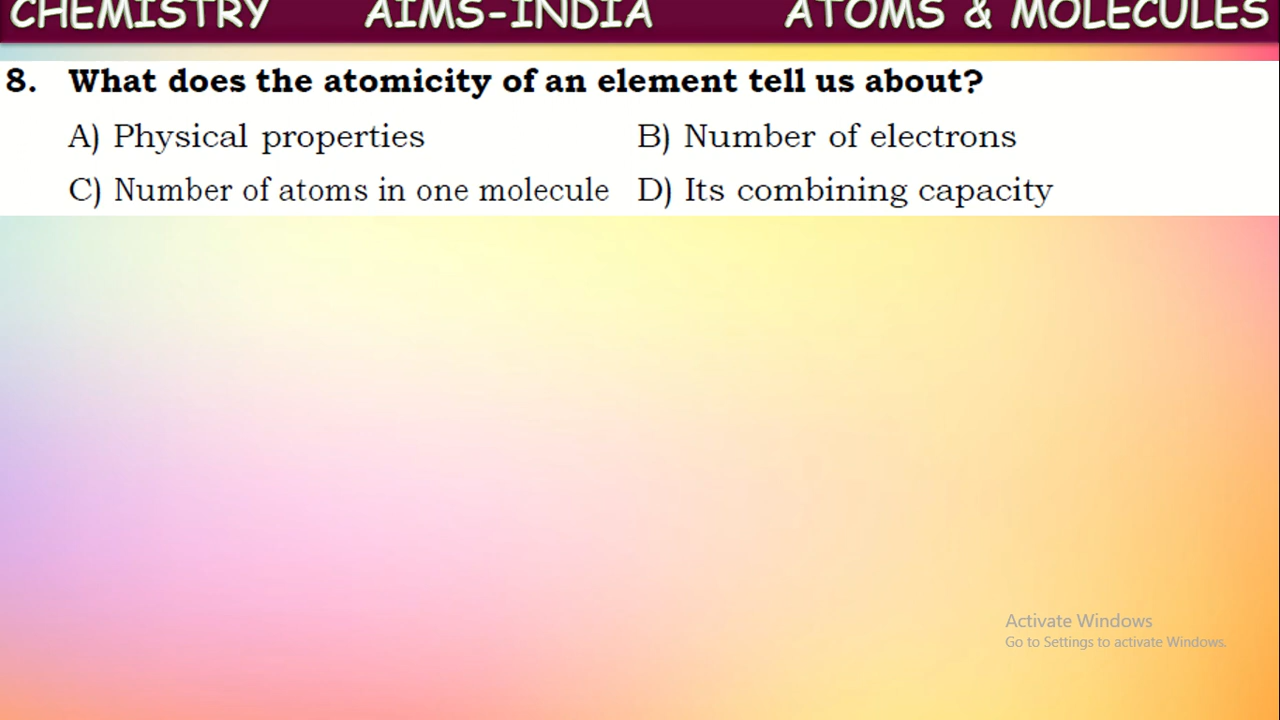 CHEMISTRY AIMS-INDIA ATOMS & MOLECULES
8. What does the atomicity of an element tell us about?
A) Physical properties B) Number of electrons
C) Number of atoms in one molecule D) Its combining capacity
Activate Windows
Go to Settings to activate Windows.